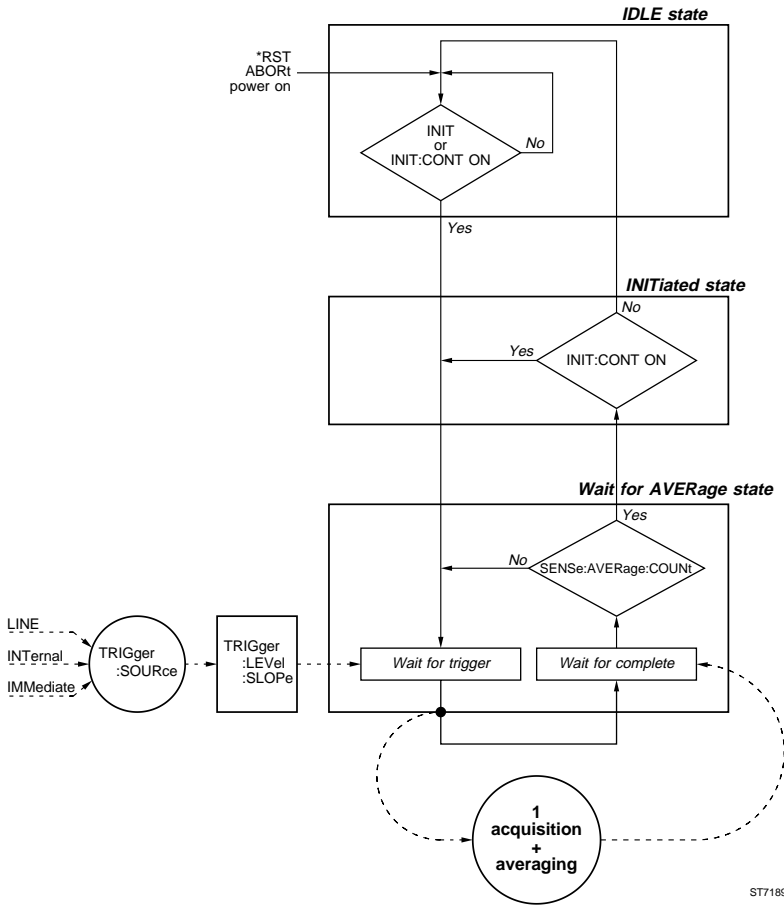 IDLE state
*RST
ABORt
power on
INIT
or
INIT:CONT ON
No
Yes
INITiated state
No
Yes
INIT:CONT ON
Wait for AVERage state
Yes
No
SENSe:AVERage:COUNt
LINE
INTernal
IMMediate
TRIGger
:SOURce
TRIGger
:LEVel
:SLOPe
Wait for trigger
Wait for complete
1
acquisition
+
averaging
ST7189